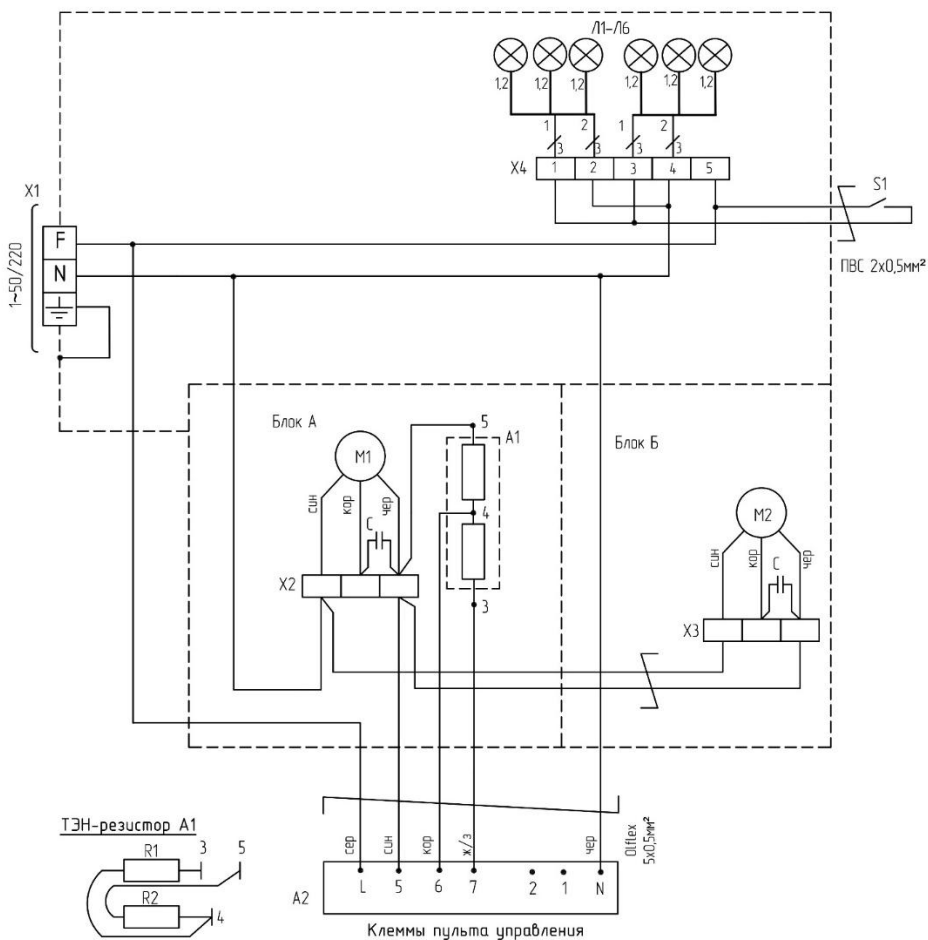 Л1-Л6
1,2 1,2 1,2 1,2 1,2 1,2
1 2 1 2
3 3 3 3
X4 1 2 3 4 5
S1
ПВС 2x0,5мм²
X1
F
N
1~50/220
Блок А
M1
син
кор
чер
C
X2
5
A1
4
3
Блок Б
M2
син
кор
чер
C
X3
ТЭН-резистор А1
R1 3 5
R2 4
сер
син
кор
ж/з
чер
Olflex
5x0,5мм²
A2
L 5 6 7 2 1 N
Клеммы пульта управления